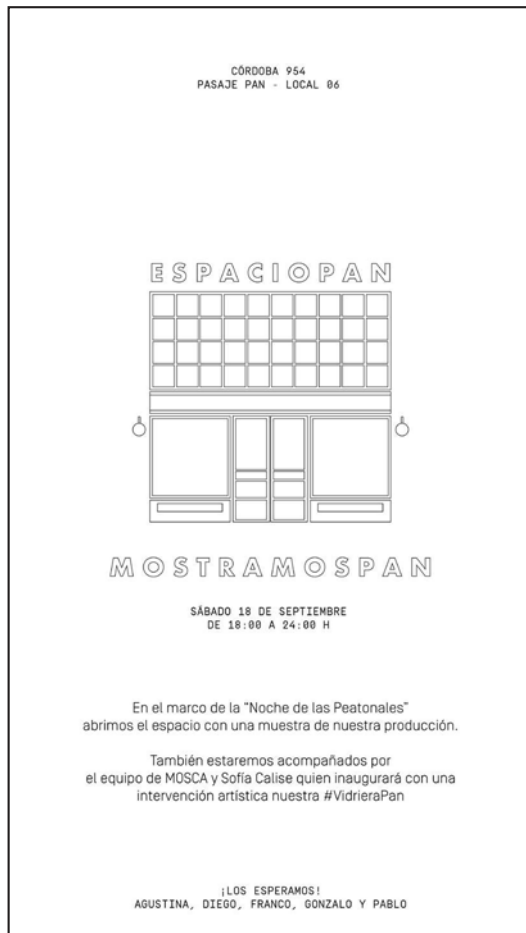 CÓRDOBA 954
PASAJE PAN - LOCAL 06
ESPACIOPAN
MOSTRAMOSPAN
SÁBADO 18 DE SEPTIEMBRE
DE 18:00 A 24:00 H
En el marco de la "Noche de las Peatonales"
abrimos el espacio con una muestra de nuestra producción.
También estaremos acompañados por
el equipo de MOSCA y Sofía Calise quien inaugurará con una
intervención artística nuestra #VidrieraPan
¡LOS ESPERAMOS!
AGUSTINA, DIEGO, FRANCO, GONZALO Y PABLO